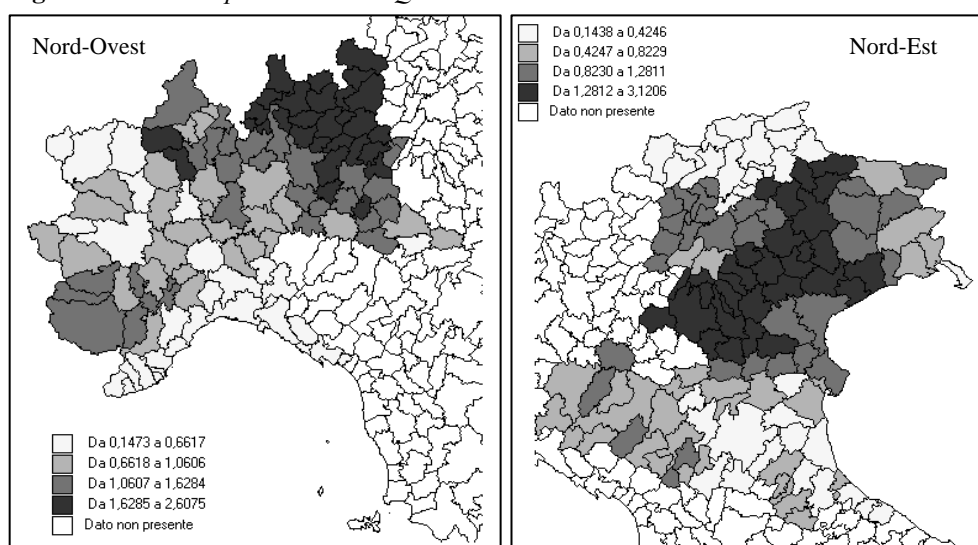 Nord-Ovest
Da 0,1473 a 0,6617
Da 0,6618 a 1,0606
Da 1,0607 a 1,6284
Da 1,6285 a 2,6075
Dato non presente
Da 0,1438 a 0,4246
Da 0,4247 a 0,8229
Da 0,8230 a 1,2811
Da 1,2812 a 3,1206
Dato non presente
Nord-Est